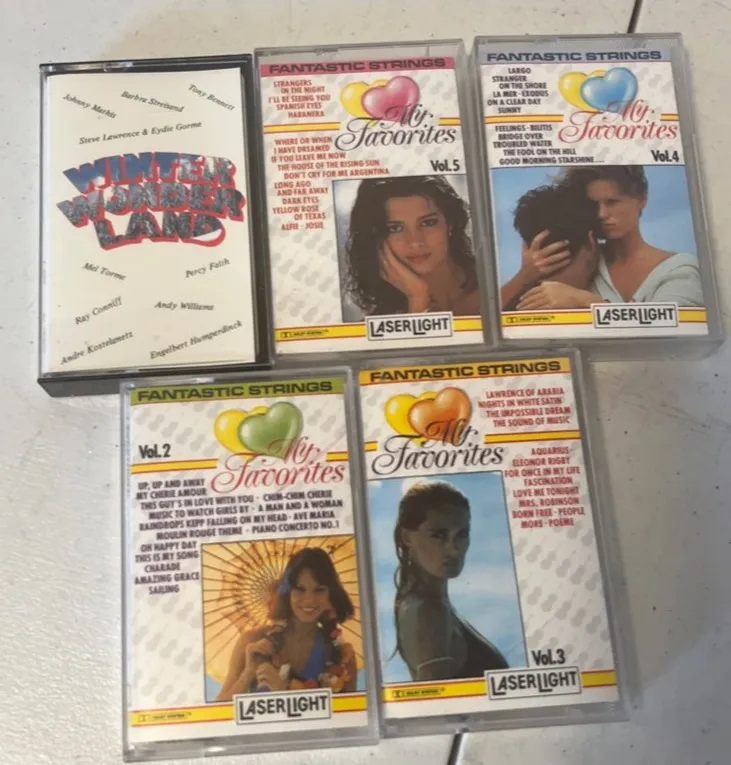 Tony Bennett
Barbra Streisand
Johnny Mathis
Steve Lawrence & Eydie Gorme
WINTER
WONDER
LAND
Mel Torme
Percy Faith
Ray Conniff
Andy Williams
Andre Kostelanetz
Engelbert Humperdinck
FANTASTIC STRINGS
STRANGERS
IN THE NIGHT
I'LL BE SEEING YOU
SPANISH EYES
HABANERA
My
Favorites
WHERE OR WHEN
I HAVE DREAMED
IF YOU LEAVE ME NOW
THE HOUSE OF THE RISING SUN
DON'T CRY FOR ME ARGENTINA
Vol.5
LONG AGO
AND FAR AWAY
DARK EYES
YELLOW ROSE
OF TEXAS
ALFIE · JOSIE
LASERLIGHT
FANTASTIC STRINGS
LARGO
STRANGER
ON THE SHORE
LA MER · EXODUS
ON A CLEAR DAY
SUNNY
My
Favorites
FEELINGS · BILITIS
BRIDGE OVER
TROUBLED WATER
THE FOOL ON THE HILL
GOOD MORNING STARSHINE...
Vol.4
LASERLIGHT
FANTASTIC STRINGS
My
Favorites
Vol.2
UP, UP AND AWAY
MY CHERIE AMOUR
THIS GUY'S IN LOVE WITH YOU · CHIM-CHIM CHERIE
MUSIC TO WATCH GIRLS BY · A MAN AND A WOMAN
RAINDROPS KEPP FALLING ON MY HEAD · AVE MARIA
MOULIN ROUGE THEME · PIANO CONCERTO NO.1
OH HAPPY DAY
THIS IS MY SONG
CHARADE
AMAZING GRACE
SAILING
LASERLIGHT
FANTASTIC STRINGS
LAWRENCE OF ARABIA
NIGHTS IN WHITE SATIN
THE IMPOSSIBLE DREAM
THE SOUND OF MUSIC
My
Favorites
AQUARIUS
ELEONOR RIGBY
FOR ONCE IN MY LIFE
FASCINATION
LOVE ME TONIGHT
MRS. ROBINSON
BORN FREE · PEOPLE
MORE · POEME
Vol.3
LASERLIGHT